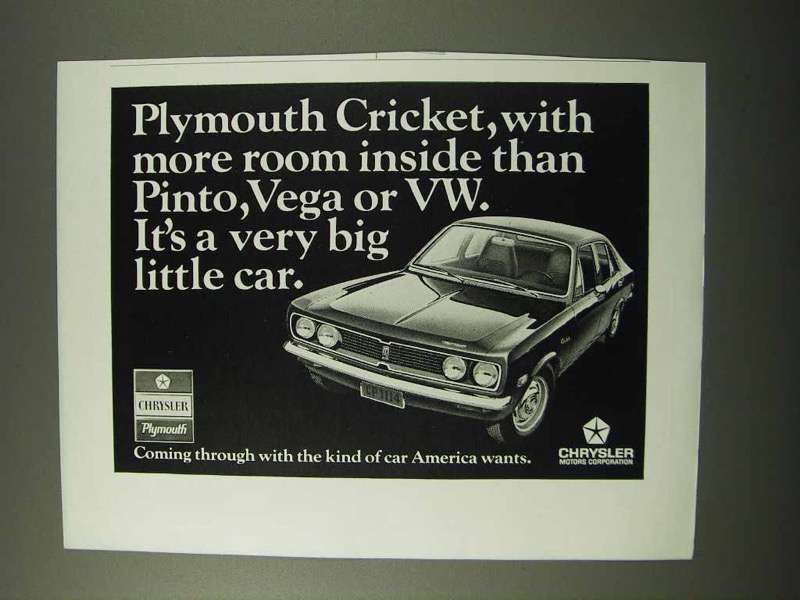 Plymouth Cricket, with
more room inside than
Pinto, Vega or VW.
It's a very big
little car.
CHRYSLER
Plymouth
Coming through with the kind of car America wants.
CHRYSLER
MOTORS CORPORATION